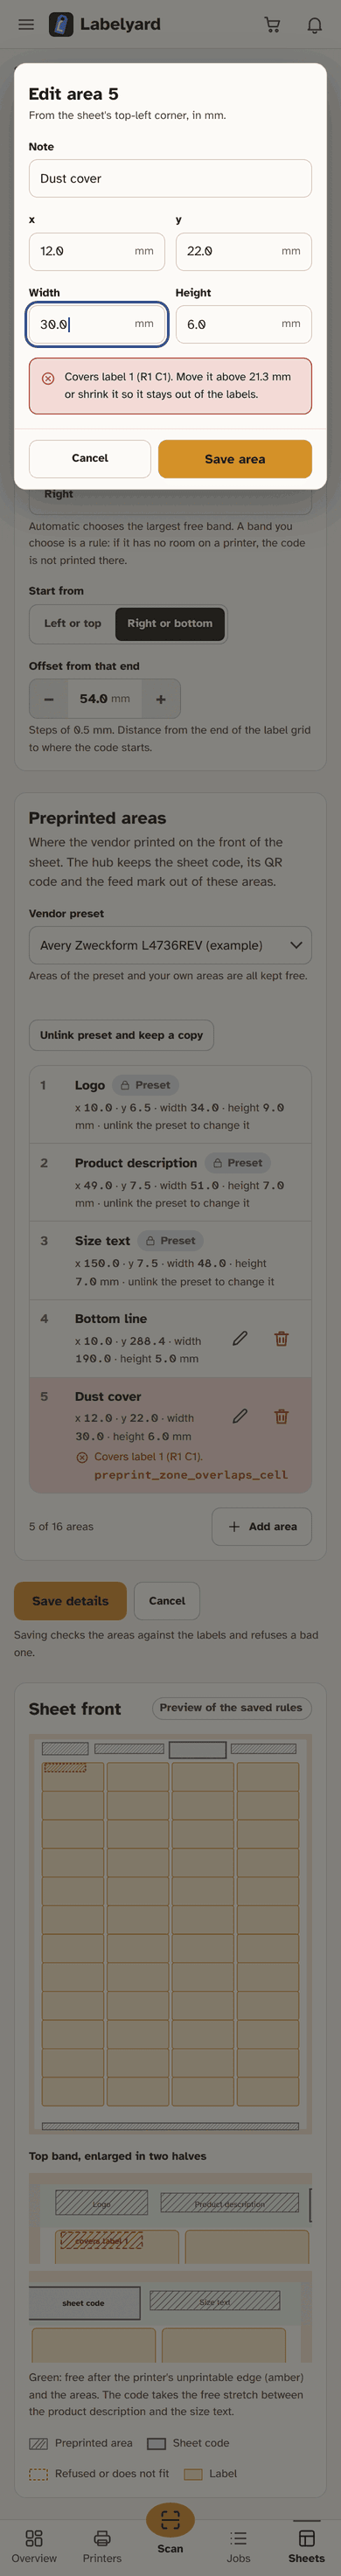 Labelyard
Edit area 5
From the sheet's top-left corner, in mm.
Note
Dust cover
x y
12.0 mm 22.0 mm
Width Height
30.0 mm 6.0 mm
Covers label 1 (R1 C1). Move it above 21.3 mm
or shrink it so it stays out of the labels.
Cancel Save area
Right
Automatic chooses the largest free band. A band you
choose is a rule: if it has no room on a printer, the code
is not printed there.
Start from
Left or top Right or bottom
Offset from that end
− 54.0 mm +
Steps of 0.5 mm. Distance from the end of the label grid
to where the code starts.
Preprinted areas
Where the vendor printed on the front of the
sheet. The hub keeps the sheet code, its QR
code and the feed mark out of these areas.
Vendor preset
Avery Zweckform L4736REV (example)
Areas of the preset and your own areas are all kept free.
Unlink preset and keep a copy
1 Logo Preset
x 10.0 · y 6.5 · width 34.0 · height 9.0
mm · unlink the preset to change it
2 Product description Preset
x 49.0 · y 7.5 · width 51.0 · height 7.0
mm · unlink the preset to change it
3 Size text Preset
x 150.0 · y 7.5 · width 48.0 · height
7.0 mm · unlink the preset to change it
4 Bottom line
x 10.0 · y 288.4 · width
190.0 · height 5.0 mm
5 Dust cover
x 12.0 · y 22.0 · width
30.0 · height 6.0 mm
Covers label 1 (R1 C1).
preprint_zone_overlaps_cell
5 of 16 areas + Add area
Save details Cancel
Saving checks the areas against the labels and refuses a bad
one.
Sheet front Preview of the saved rules
Top band, enlarged in two halves
Logo Product description
covers label 1
sheet code Size text
Green: free after the printer's unprintable edge (amber)
and the areas. The code takes the free stretch between
the product description and the size text.
Preprinted area Sheet code
Refused or does not fit Label
Overview Printers Scan Jobs Sheets